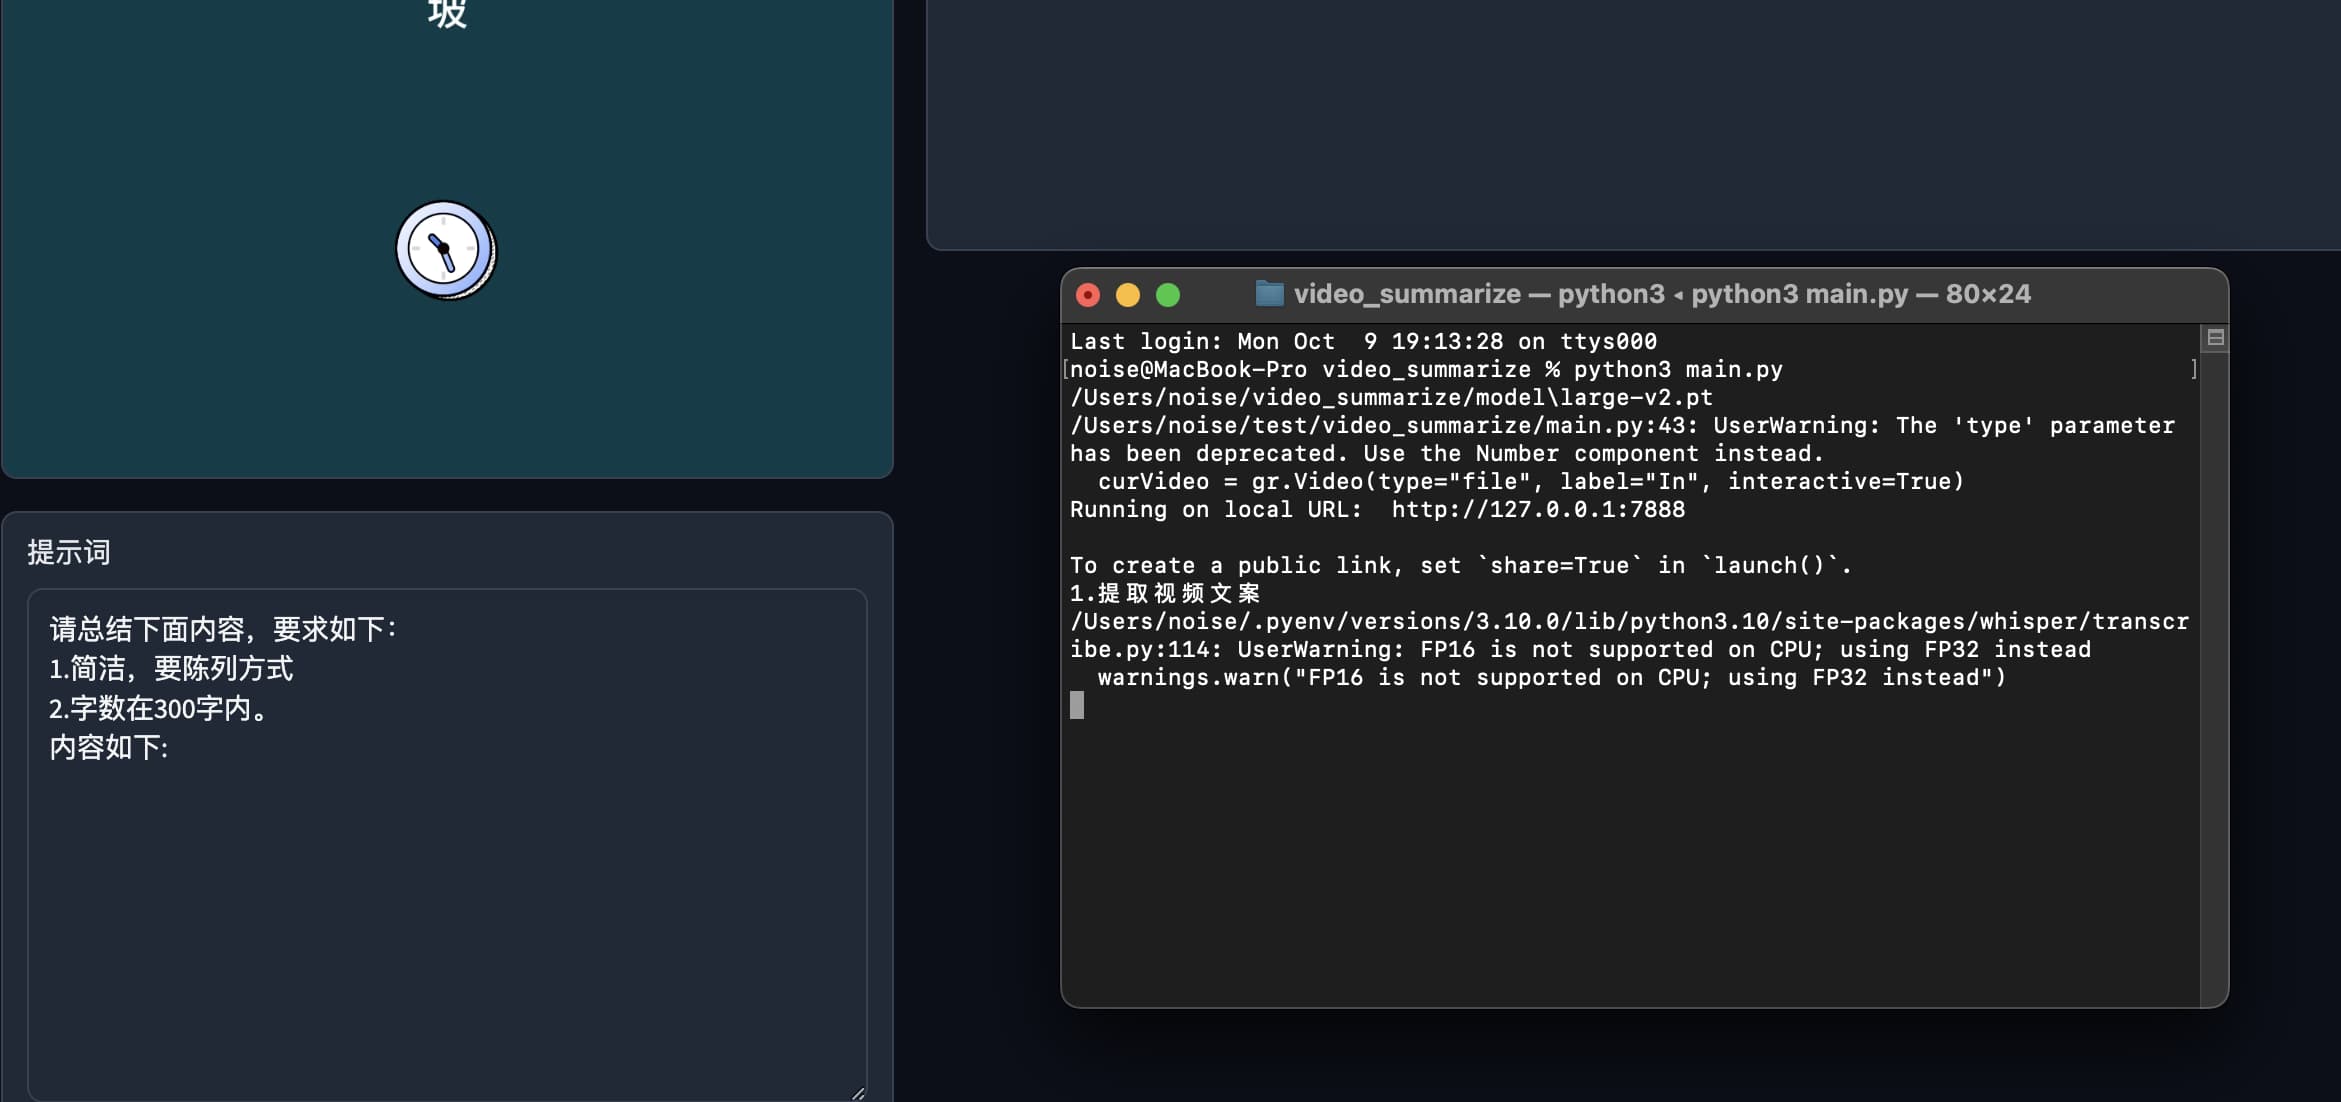 坡
提示词
请总结下面内容，要求如下：
1.简洁，要陈列方式
2.字数在300字内。
内容如下:
video_summarize — python3 ◂ python3 main.py — 80×24
Last login: Mon Oct  9 19:13:28 on ttys000
[noise@MacBook-Pro video_summarize % python3 main.py ]
/Users/noise/video_summarize/model\large-v2.pt
/Users/noise/test/video_summarize/main.py:43: UserWarning: The 'type' parameter
has been deprecated. Use the Number component instead.
  curVideo = gr.Video(type="file", label="In", interactive=True)
Running on local URL:  http://127.0.0.1:7888
To create a public link, set `share=True` in `launch()`.
1.提取视频文案
/Users/noise/.pyenv/versions/3.10.0/lib/python3.10/site-packages/whisper/transcr
ibe.py:114: UserWarning: FP16 is not supported on CPU; using FP32 instead
  warnings.warn("FP16 is not supported on CPU; using FP32 instead")